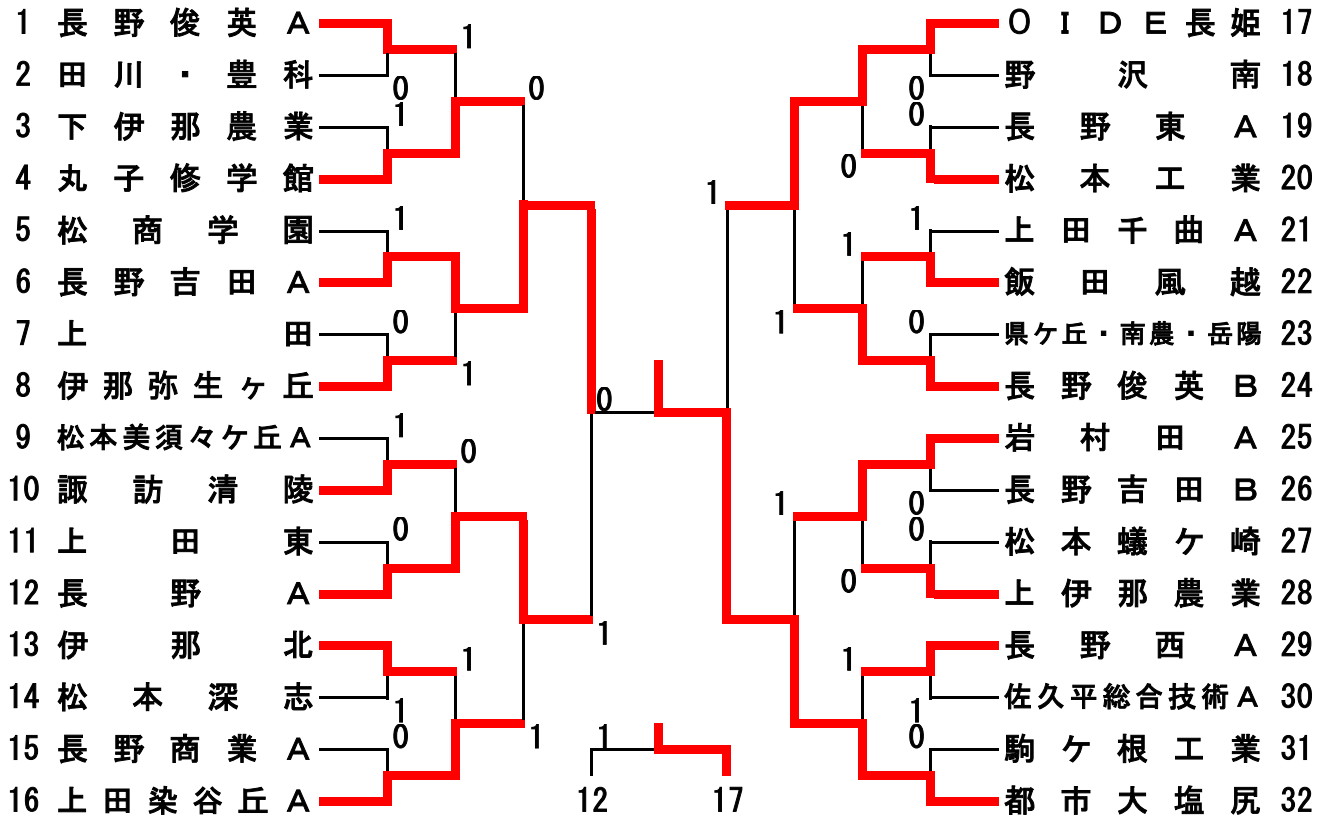 1 長野俊英A
2 田川・豊科
3 下伊那農業
4 丸子修学館
5 松商学園
6 長野吉田A
7 上田
8 伊那弥生ヶ丘
9 松本美須々ケ丘A
10 諏訪清陵
11 上田東
12 長野A
13 伊那北
14 松本深志
15 長野商業A
16 上田染谷丘A
1
0
1
1
0
0
1
1
0
0
1
1
0
0
1
0
1
1
12 17
1
1
1
1
1
0
0
0
1
1
0
0
0
0
1
0
OIDE長姫 17
野沢南 18
長野東A 19
松本工業 20
上田千曲A 21
飯田風越 22
県ケ丘・南農・岳陽 23
長野俊英B 24
岩村田A 25
長野吉田B 26
松本蟻ケ崎 27
上伊那農業 28
長野西A 29
佐久平総合技術A 30
駒ケ根工業 31
都市大塩尻 32